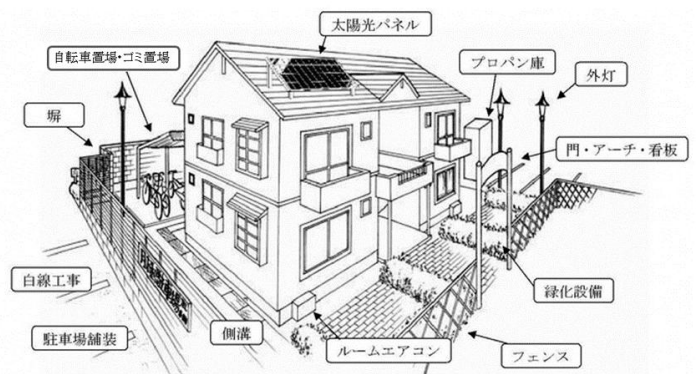 太陽光パネル
自転車置場・ゴミ置場
プロパン庫
外灯
塀
門・アーチ・看板
白線工事
緑化設備
駐車場舗装
側溝
ルームエアコン
フェンス